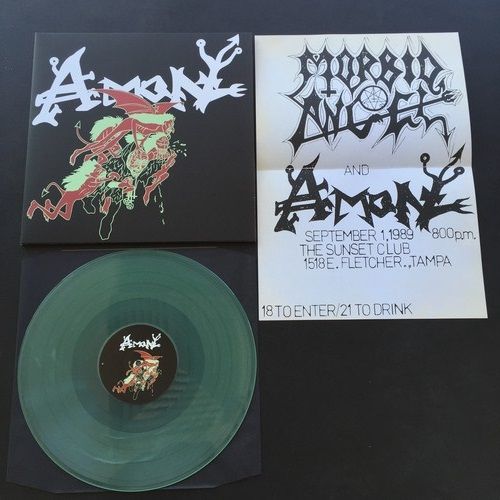 AMON
MORBID
ANGEL
AND
AMON
SEPTEMBER 1,1989 8:00p.m.
THE SUNSET CLUB
1518 E. FLETCHER.,TAMPA
18 TO ENTER/21 TO DRINK
AMON